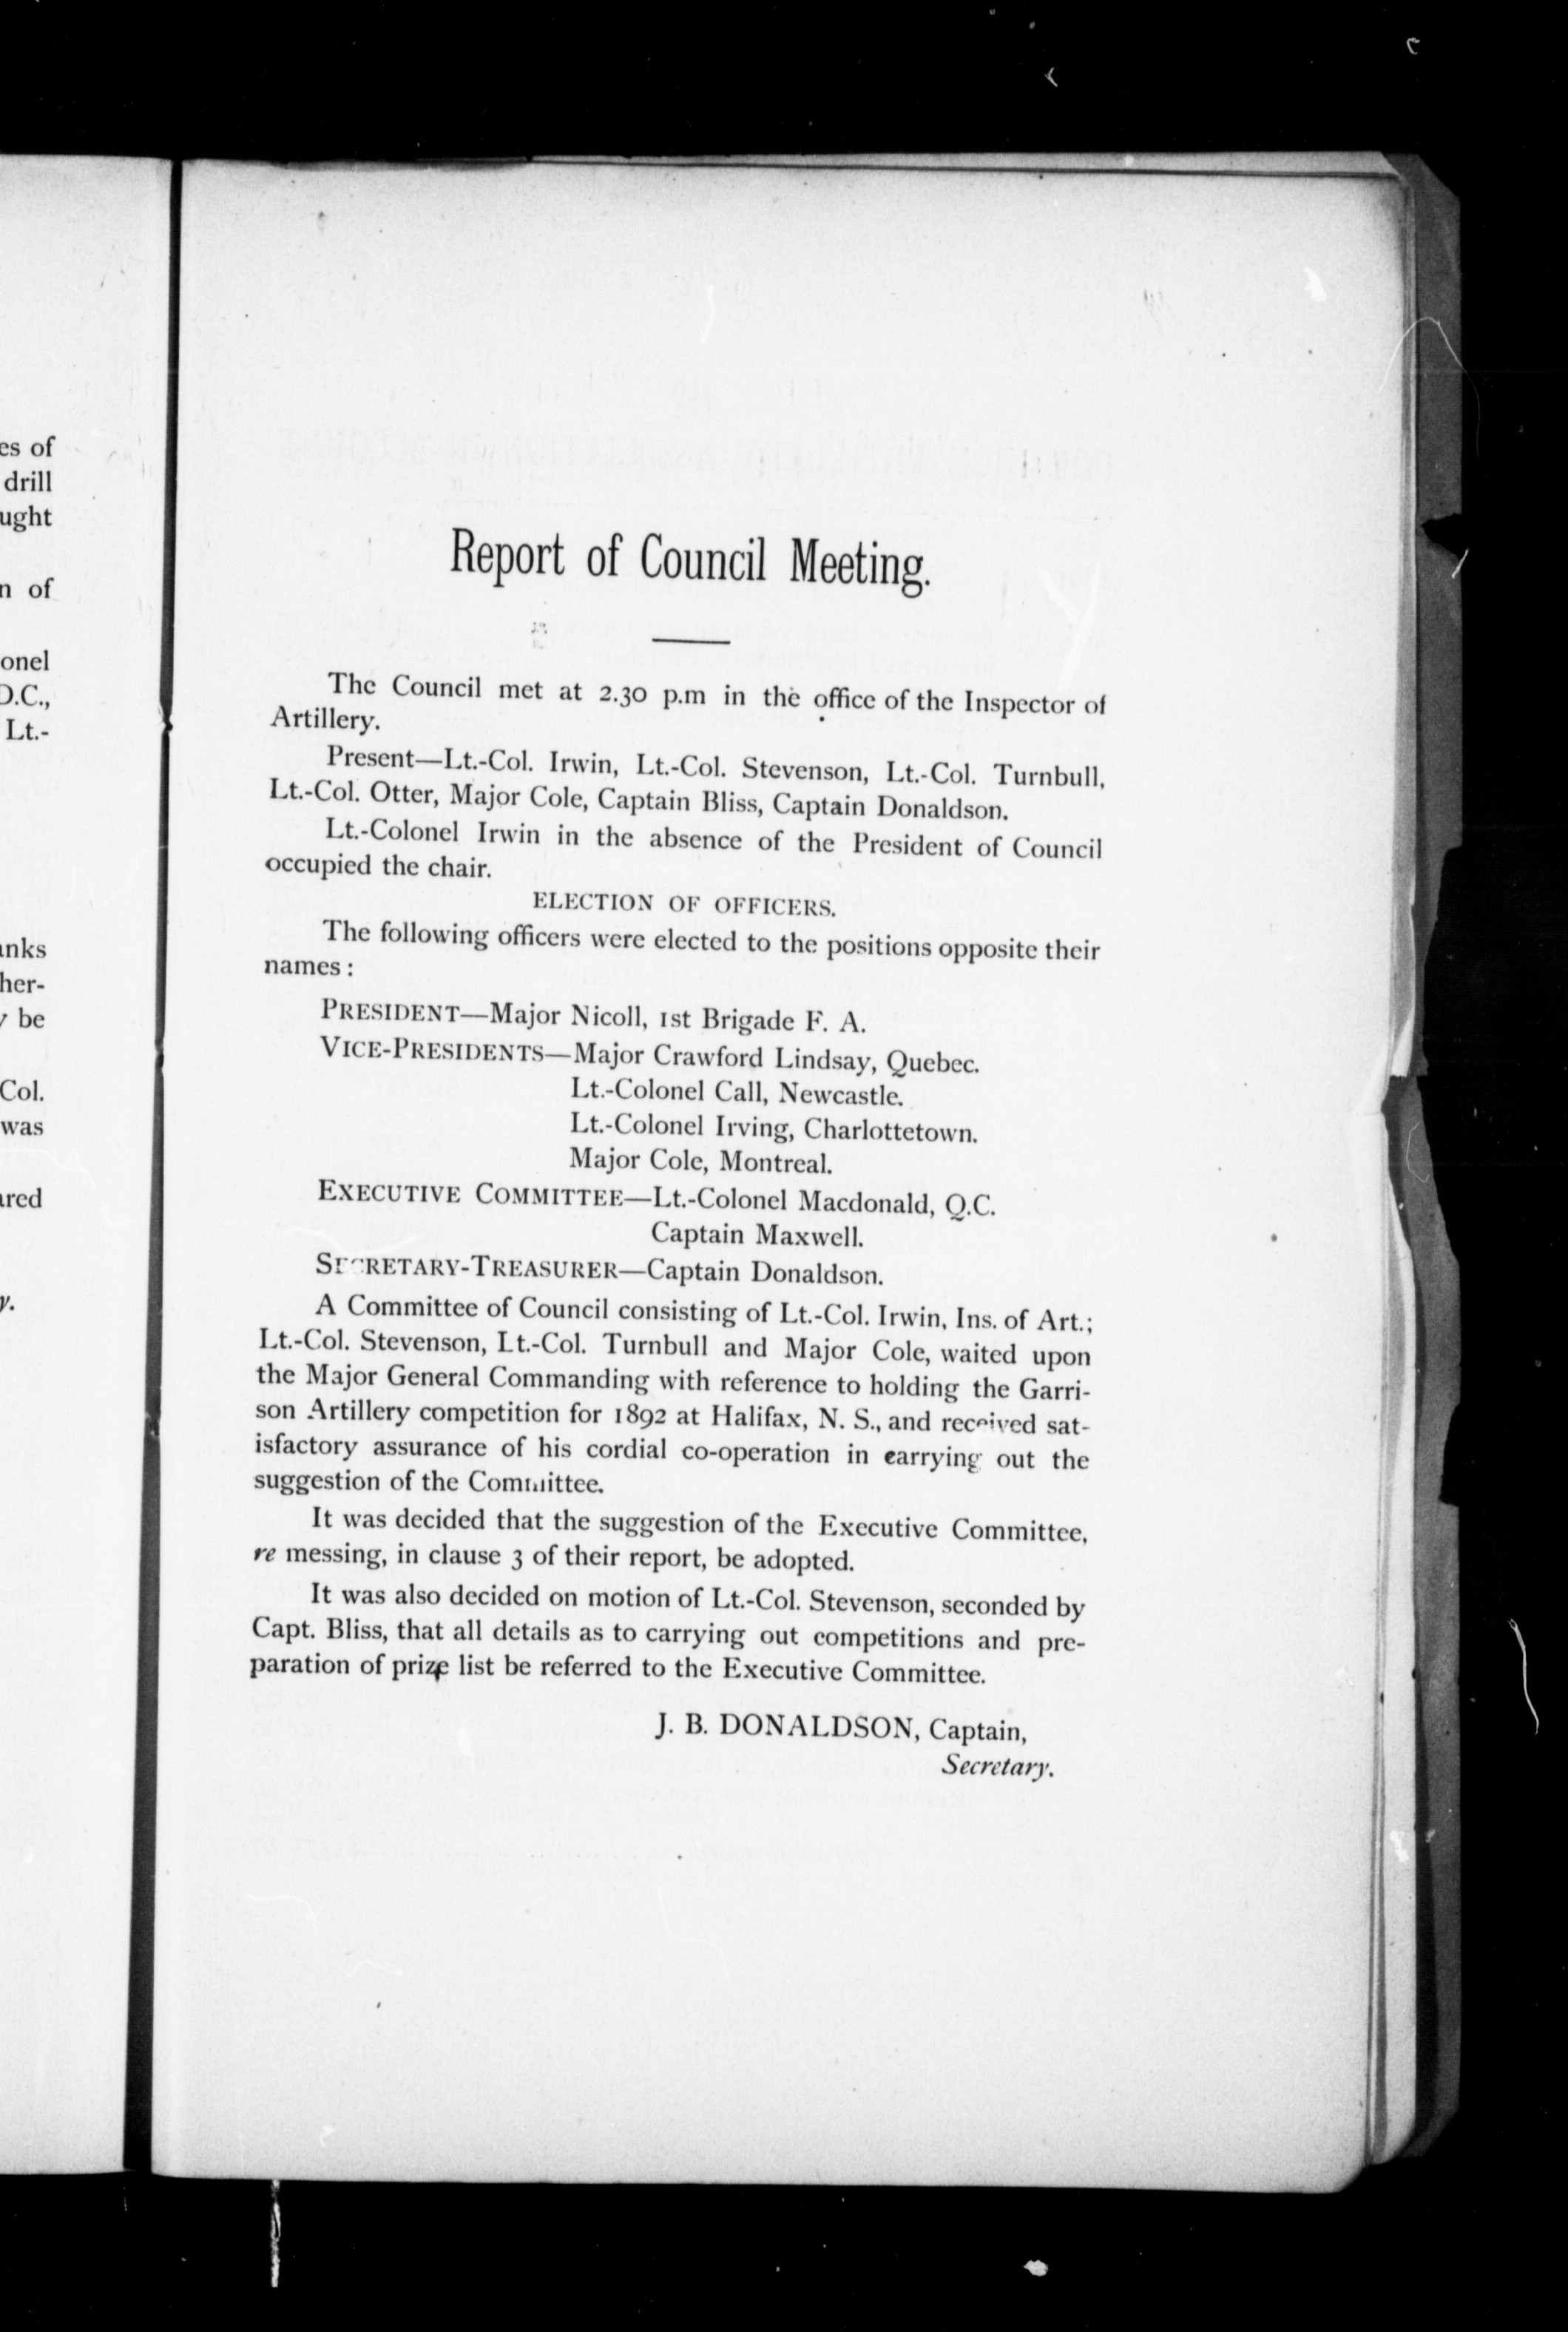 es of
drill
ught
n of
onel
D.C.,
Lt.-
anks
her-
y be
Col.
was
ared
y.
Report of Council Meeting.
The Council met at 2.30 p.m in the office of the Inspector of
Artillery.
Present—Lt.-Col. Irwin, Lt.-Col. Stevenson, Lt.-Col. Turnbull,
Lt.-Col. Otter, Major Cole, Captain Bliss, Captain Donaldson.
Lt.-Colonel Irwin in the absence of the President of Council
occupied the chair.
ELECTION OF OFFICERS.
The following officers were elected to the positions opposite their
names :
PRESIDENT—Major Nicoll, 1st Brigade F. A.
VICE-PRESIDENTS—Major Crawford Lindsay, Quebec.
Lt.-Colonel Call, Newcastle.
Lt.-Colonel Irving, Charlottetown.
Major Cole, Montreal.
EXECUTIVE COMMITTEE—Lt.-Colonel Macdonald, Q.C.
Captain Maxwell.
SECRETARY-TREASURER—Captain Donaldson.
A Committee of Council consisting of Lt.-Col. Irwin, Ins. of Art.;
Lt.-Col. Stevenson, Lt.-Col. Turnbull and Major Cole, waited upon
the Major General Commanding with reference to holding the Garri-
son Artillery competition for 1892 at Halifax, N. S., and received sat-
isfactory assurance of his cordial co-operation in carrying out the
suggestion of the Committee.
It was decided that the suggestion of the Executive Committee,
re messing, in clause 3 of their report, be adopted.
It was also decided on motion of Lt.-Col. Stevenson, seconded by
Capt. Bliss, that all details as to carrying out competitions and pre-
paration of prize list be referred to the Executive Committee.
J. B. DONALDSON, Captain,
Secretary.